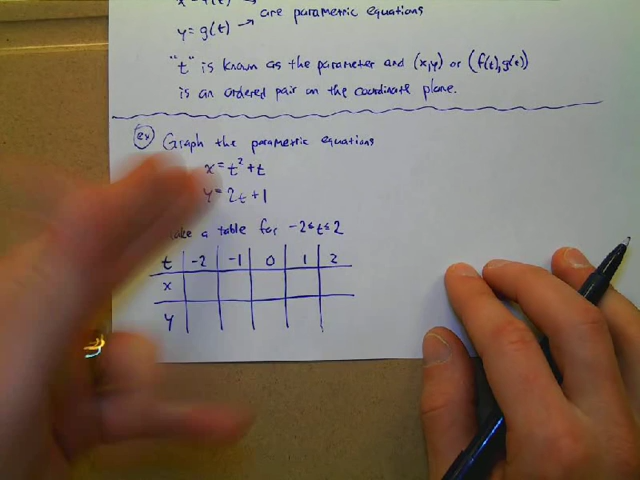 are parametric equations
y = g(t) →
"t" is known as the parameter and (x,y) or (f(t),g(t))
is an ordered pair on the coordinate plane.
ex Graph the parametric equations
x = t² + t
y = 2t + 1
a table for -2 ≤ t ≤ 2
t -2 -1 0 1 2
x
y